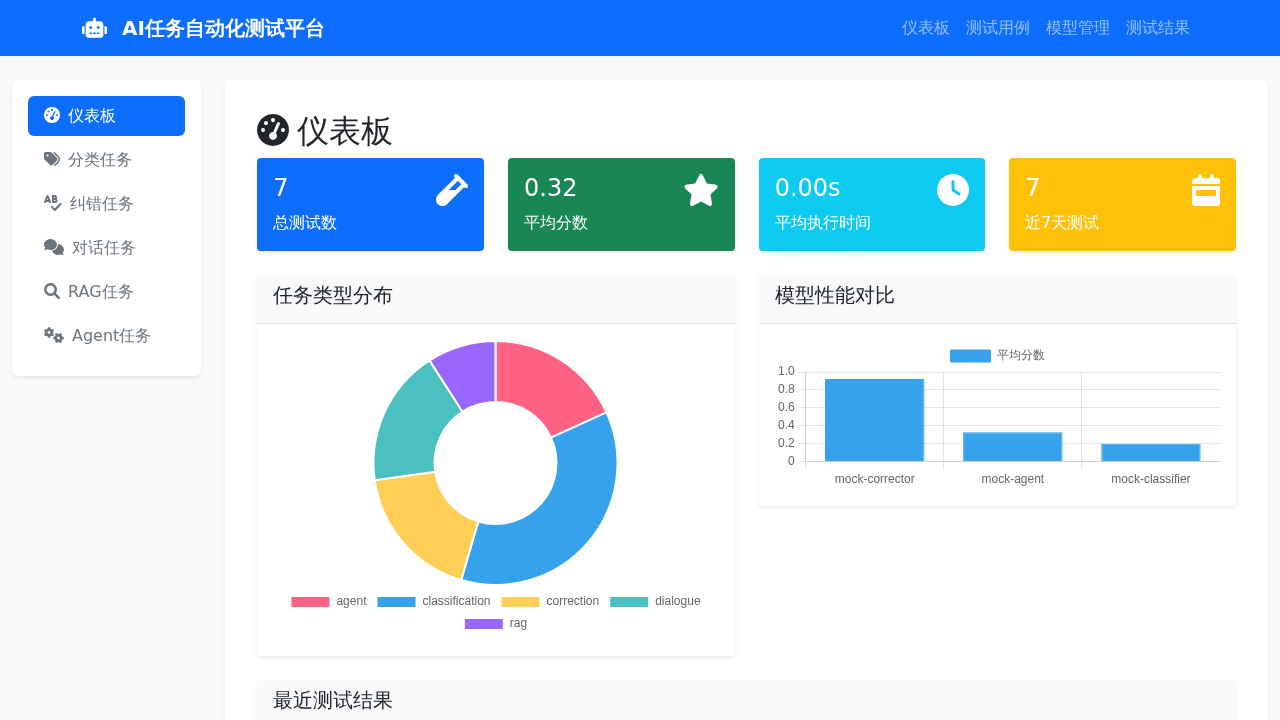 AI任务自动化测试平台
仪表板 测试用例 模型管理 测试结果
仪表板
分类任务
纠错任务
对话任务
RAG任务
Agent任务
仪表板
7
总测试数
0.32
平均分数
0.00s
平均执行时间
7
近7天测试
任务类型分布
agent classification correction dialogue
rag
模型性能对比
平均分数
1.0
0.8
0.6
0.4
0.2
0
mock-corrector mock-agent mock-classifier
最近测试结果